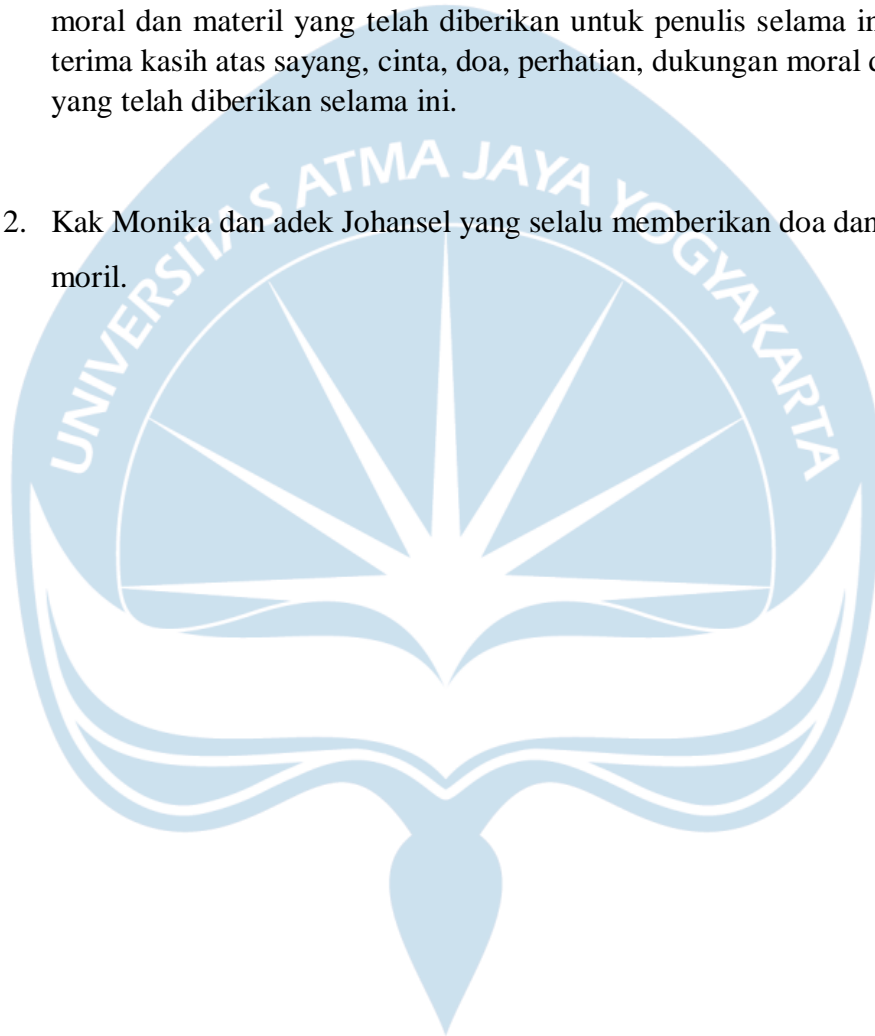 moral dan materil yang telah diberikan untuk penulis selama in
terima kasih atas sayang, cinta, doa, perhatian, dukungan moral
yang telah diberikan selama ini.
UNIVERSITAS ATMA JAYA YOGYAKARTA
2. Kak Monika dan adek Johansel yang selalu memberikan doa dan
moril.